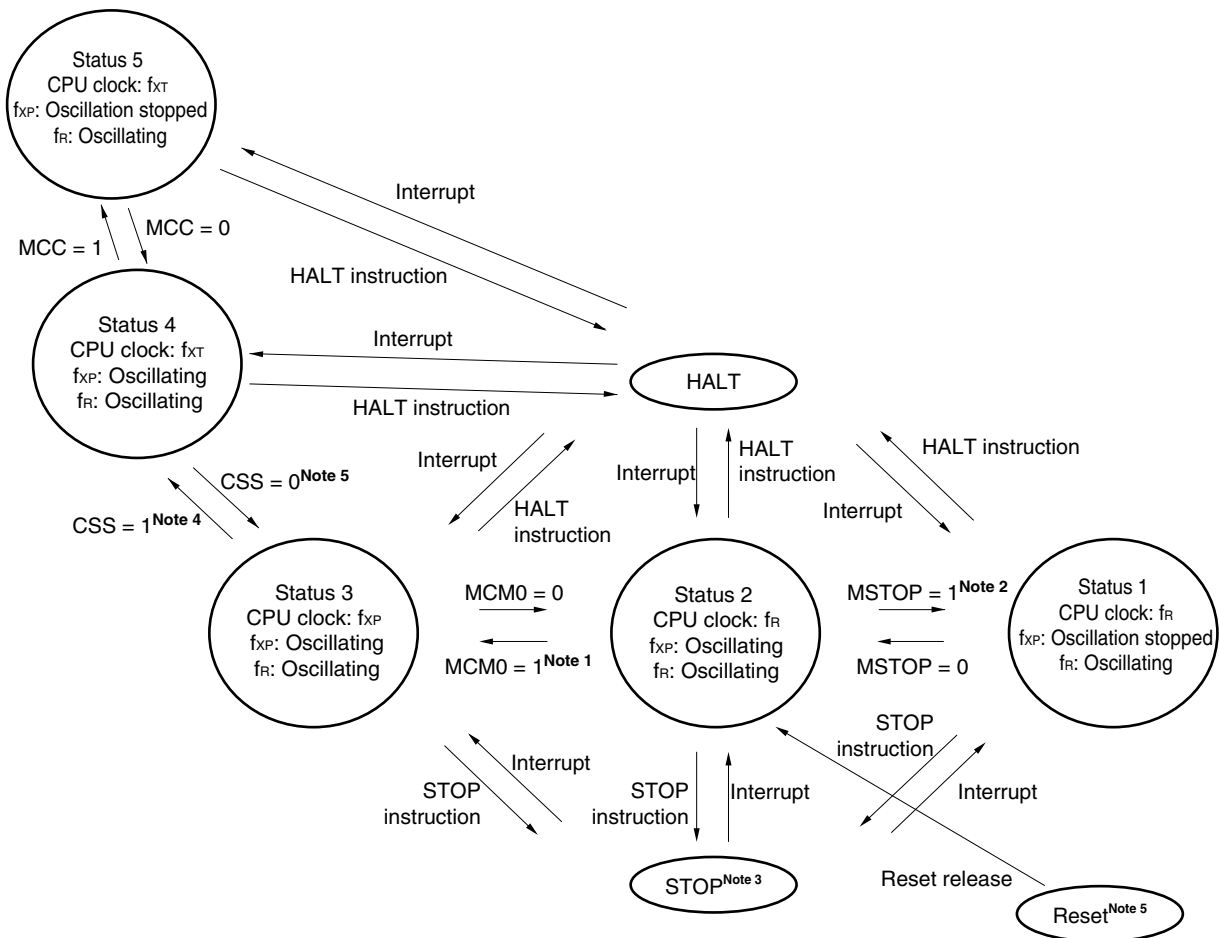 Status 5
CPU clock: fXT
fXP: Oscillation stopped
fR: Oscillating
Interrupt
MCC = 1
MCC = 0
HALT instruction
Status 4
CPU clock: fXT
fXP: Oscillating
fR: Oscillating
Interrupt
HALT instruction
HALT
CSS = 0Note 5
CSS = 1Note 4
Interrupt
HALT
instruction
Interrupt
HALT
instruction
HALT instruction
Interrupt
Status 3
CPU clock: fXP
fXP: Oscillating
fR: Oscillating
MCM0 = 0
MCM0 = 1Note 1
Status 2
CPU clock: fR
fXP: Oscillating
fR: Oscillating
MSTOP = 1Note 2
MSTOP = 0
Status 1
CPU clock: fR
fXP: Oscillation stopped
fR: Oscillating
STOP
instruction
Interrupt
STOP
instruction
Interrupt
STOP
instruction
Interrupt
STOPNote 3
Reset release
ResetNote 5